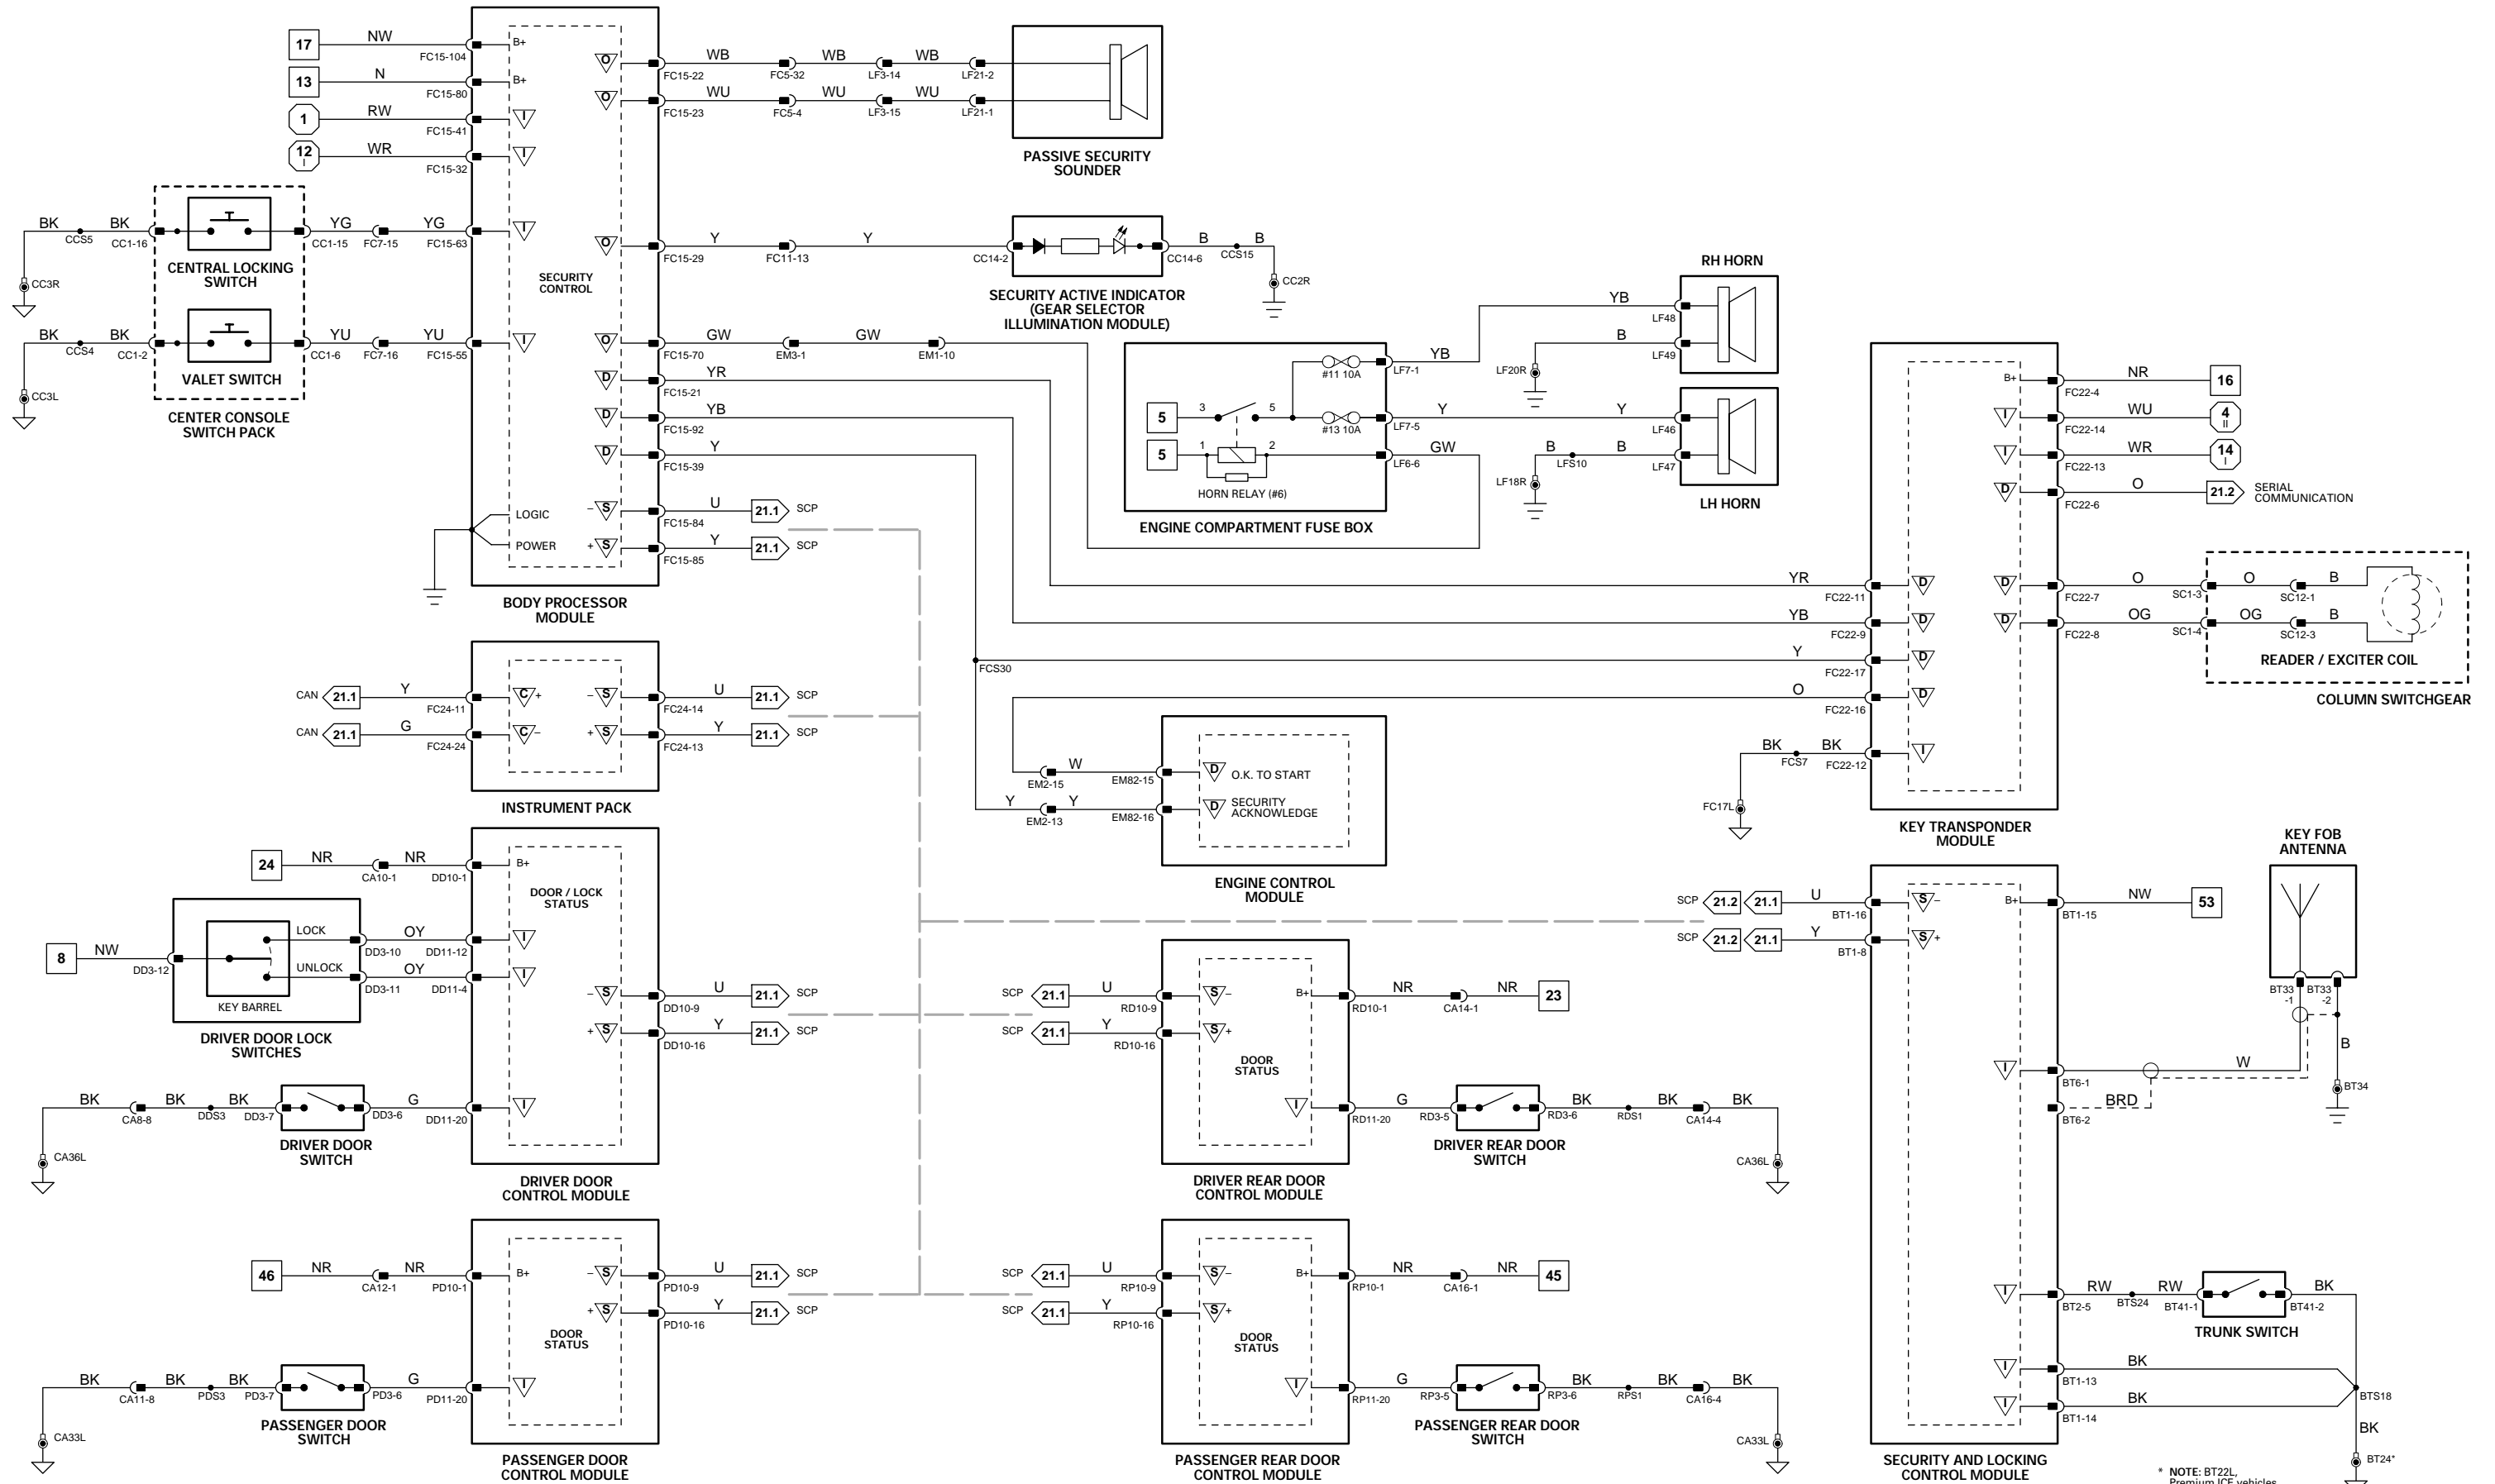 17
NW
FC15-104
B+
13
N
FC15-80
B+
1
RW
FC15-41
I
12
I
WR
FC15-32
I
BK
CCS5
BK
CC1-16
CC1-15
YG
FC7-15
YG
FC15-63
I
CC3R
CENTRAL LOCKING
SWITCH
BK
CCS4
BK
CC1-2
CC1-6
YU
FC7-16
YU
FC15-55
I
CC3L
VALET SWITCH
CENTER CONSOLE
SWITCH PACK
SECURITY
CONTROL
LOGIC
POWER
BODY PROCESSOR
MODULE
O
FC15-22
WB
FC5-32
WB
LF3-14
WB
LF21-2
O
FC15-23
WU
FC5-4
WU
LF3-15
WU
LF21-1
PASSIVE SECURITY
SOUNDER
O
FC15-29
Y
FC11-13
Y
CC14-2
CC14-6
B
CCS15
B
CC2R
SECURITY ACTIVE INDICATOR
(GEAR SELECTOR
ILLUMINATION MODULE)
O
FC15-70
GW
EM3-1
GW
EM1-10
D
FC15-21
YR
D
FC15-92
YB
D
FC15-39
Y
– S
FC15-84
U
21.1
SCP
+ S
FC15-85
Y
21.1
SCP
5
3
5
#11 10A
LF7-1
YB
YB
LF48
RH HORN
B
LF49
LF20R
#13 10A
LF7-5
Y
Y
LF46
5
1
2
LF6-6
GW
HORN RELAY (#6)
ENGINE COMPARTMENT FUSE BOX
B
LFS10
B
LF47
LF18R
LH HORN
B+
FC22-4
NR
16
I
FC22-14
WU
4
II
I
FC22-13
WR
14
I
D
FC22-6
O
21.2
SERIAL
COMMUNICATION
YR
FC22-11
D
D
FC22-7
O
SC1-3
O
SC12-1
B
YB
FC22-9
D
D
FC22-8
OG
SC1-4
OG
SC12-3
B
READER / EXCITER COIL
COLUMN SWITCHGEAR
FCS30
Y
FC22-17
D
O
FC22-16
D
BK
FCS7
BK
FC22-12
I
FC17L
KEY TRANSPONDER
MODULE
CAN
21.1
Y
FC24-11
C +
– S
FC24-14
U
21.1
SCP
CAN
21.1
G
FC24-24
C –
+ S
FC24-13
Y
21.1
SCP
INSTRUMENT PACK
EM2-15
W
EM82-15
D
O.K. TO START
Y
EM2-13
Y
EM82-16
D
SECURITY
ACKNOWLEDGE
ENGINE CONTROL
MODULE
24
NR
CA10-1
NR
DD10-1
B+
DOOR / LOCK
STATUS
8
NW
DD3-12
LOCK
UNLOCK
KEY BARREL
DD3-10
OY
DD11-12
I
DD3-11
OY
DD11-4
I
DRIVER DOOR LOCK
SWITCHES
– S
DD10-9
U
21.1
SCP
+ S
DD10-16
Y
21.1
SCP
BK
CA8-8
BK
DDS3
BK
DD3-7
DD3-6
G
DD11-20
I
CA36L
DRIVER DOOR
SWITCH
DRIVER DOOR
CONTROL MODULE
SCP
21.1
U
RD10-9
S –
B+
RD10-1
NR
CA14-1
NR
23
SCP
21.1
Y
RD10-16
S +
DOOR
STATUS
I
RD11-20
G
RD3-5
RD3-6
BK
RDS1
BK
CA14-4
BK
CA36L
DRIVER REAR DOOR
SWITCH
DRIVER REAR DOOR
CONTROL MODULE
46
NR
CA12-1
NR
PD10-1
B+
– S
PD10-9
U
21.1
SCP
+ S
PD10-16
Y
21.1
SCP
DOOR
STATUS
BK
CA11-8
BK
PDS3
BK
PD3-7
PD3-6
G
PD11-20
I
CA33L
PASSENGER DOOR
SWITCH
PASSENGER DOOR
CONTROL MODULE
SCP
21.1
U
RP10-9
S –
B+
RP10-1
NR
CA16-1
NR
45
SCP
21.1
Y
RP10-16
S +
DOOR
STATUS
I
RP11-20
G
RP3-5
RP3-6
BK
RPS1
BK
CA16-4
BK
CA33L
PASSENGER REAR DOOR
SWITCH
PASSENGER REAR DOOR
CONTROL MODULE
SCP
21.2
21.1
U
BT1-16
S –
B+
BT1-15
NW
53
SCP
21.2
21.1
Y
BT1-8
S +
KEY FOB
ANTENNA
BT33
-1
BT33
-2
B
BT34
I
BT6-1
W
BT6-2
BRD
I
BT2-5
RW
BTS24
RW
BT41-1
BT41-2
BK
TRUNK SWITCH
I
BT1-13
BK
I
BT1-14
BK
BTS18
BK
BT24*
SECURITY AND LOCKING
CONTROL MODULE
* NOTE: BT22L,
Premium ICE vehicles